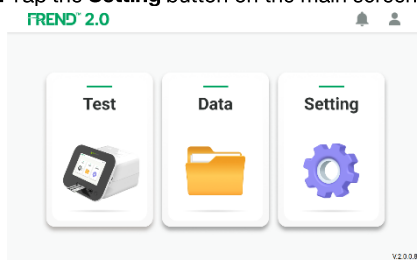 Tap the Setting button on the main screen
FREND™ 2.0
Test Data Setting
V.2.0.0.8